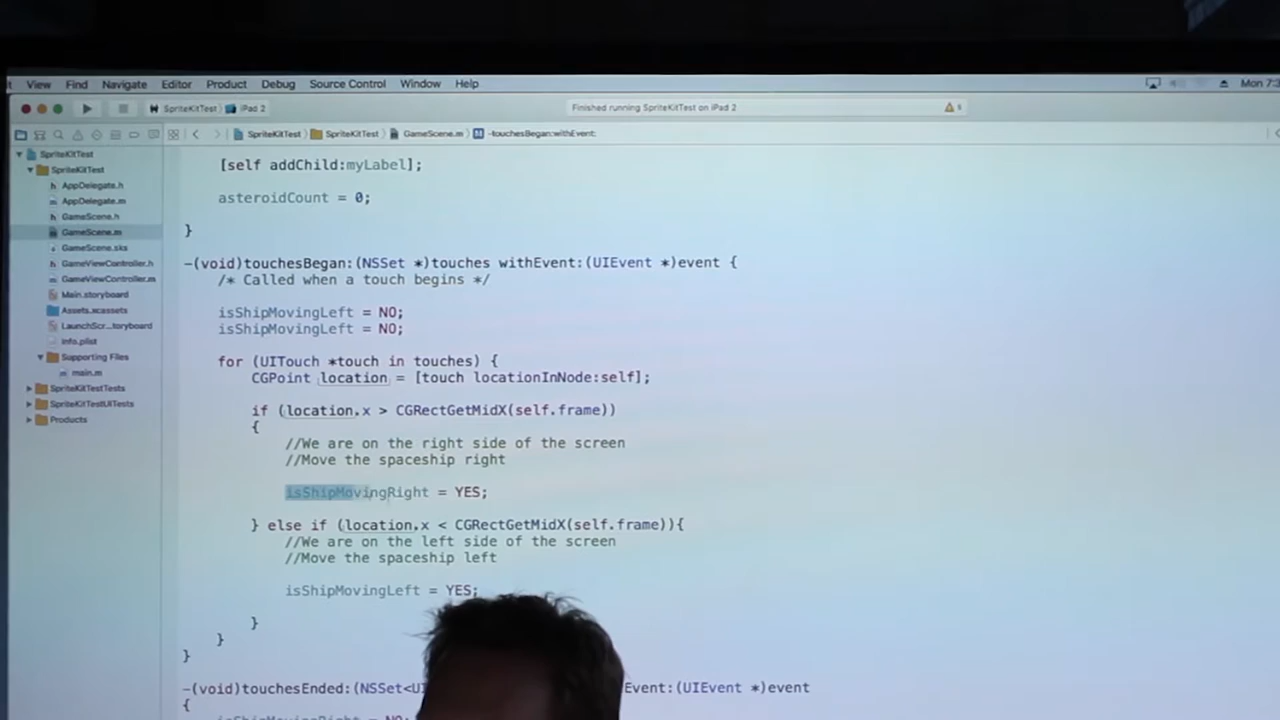 View Find Navigate Editor Product Debug Source Control Window Help
Mon 7:
SpriteKitTest iPad 2
Finished running SpriteKitTest on iPad 2
SpriteKitTest SpriteKitTest GameScene.m M -touchesBegan:withEvent:
SpriteKitTest
SpriteKitTest
AppDelegate.h
AppDelegate.m
GameScene.h
GameScene.m
GameScene.sks
GameViewController.h
GameViewController.m
Main.storyboard
Assets.xcassets
LaunchScr...toryboard
Info.plist
Supporting Files
main.m
SpriteKitTestTests
SpriteKitTestUITests
Products
[self addChild:myLabel];
asteroidCount = 0;
}
-(void)touchesBegan:(NSSet *)touches withEvent:(UIEvent *)event {
/* Called when a touch begins */
isShipMovingLeft = NO;
isShipMovingLeft = NO;
for (UITouch *touch in touches) {
CGPoint location = [touch locationInNode:self];
if (location.x > CGRectGetMidX(self.frame))
{
//We are on the right side of the screen
//Move the spaceship right
isShipMovingRight = YES;
} else if (location.x < CGRectGetMidX(self.frame)){
//We are on the left side of the screen
//Move the spaceship left
isShipMovingLeft = YES;
}
}
}
-(void)touchesEnded:(NSSet<UI Event:(UIEvent *)event
{
isShipMovingRight = NO;